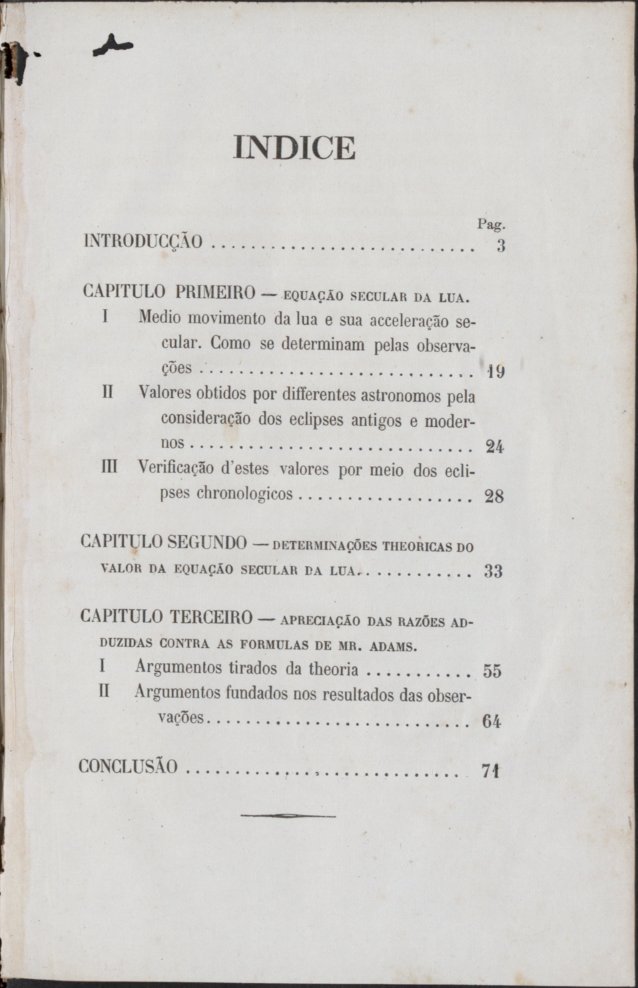 INDICE
Pag.
INTRODUCÇÃO ........................... 3
CAPITULO PRIMEIRO — EQUAÇÃO SECULAR DA LUA.
I Medio movimento da lua e sua acceleração se-
cular. Como se determinam pelas observa-
ções ............................ 19
II Valores obtidos por differentes astronomos pela
consideração dos eclipses antigos e moder-
nos ............................. 24
III Verificação d'estes valores por meio dos ecli-
pses chronologicos .................. 28
CAPITULO SEGUNDO — DETERMINAÇÕES THEORICAS DO
VALOR DA EQUAÇÃO SECULAR DA LUA............ 33
CAPITULO TERCEIRO — APRECIAÇÃO DAS RAZÕES AD-
DUZIDAS CONTRA AS FORMULAS DE MR. ADAMS.
I Argumentos tirados da theoria ........... 55
II Argumentos fundados nos resultados das obser-
vações........................... 64
CONCLUSÃO ............................ 71